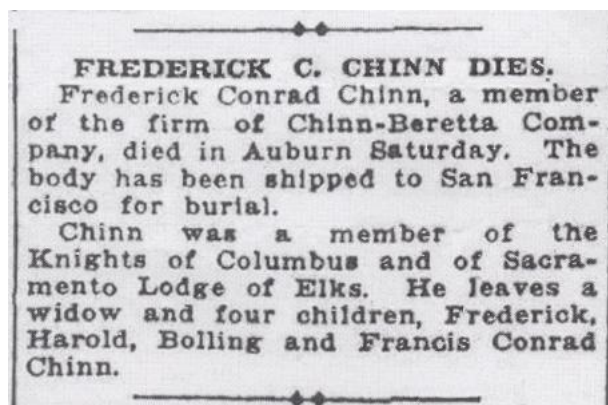 FREDERICK C. CHINN DIES.
Frederick Conrad Chinn, a member
of the firm of Chinn-Beretta Com-
pany, died in Auburn Saturday. The
body has been shipped to San Fran-
cisco for burial.
Chinn was a member of the
Knights of Columbus and of Sacra-
mento Lodge of Elks. He leaves a
widow and four children, Frederick,
Harold, Bolling and Francis Conrad
Chinn.